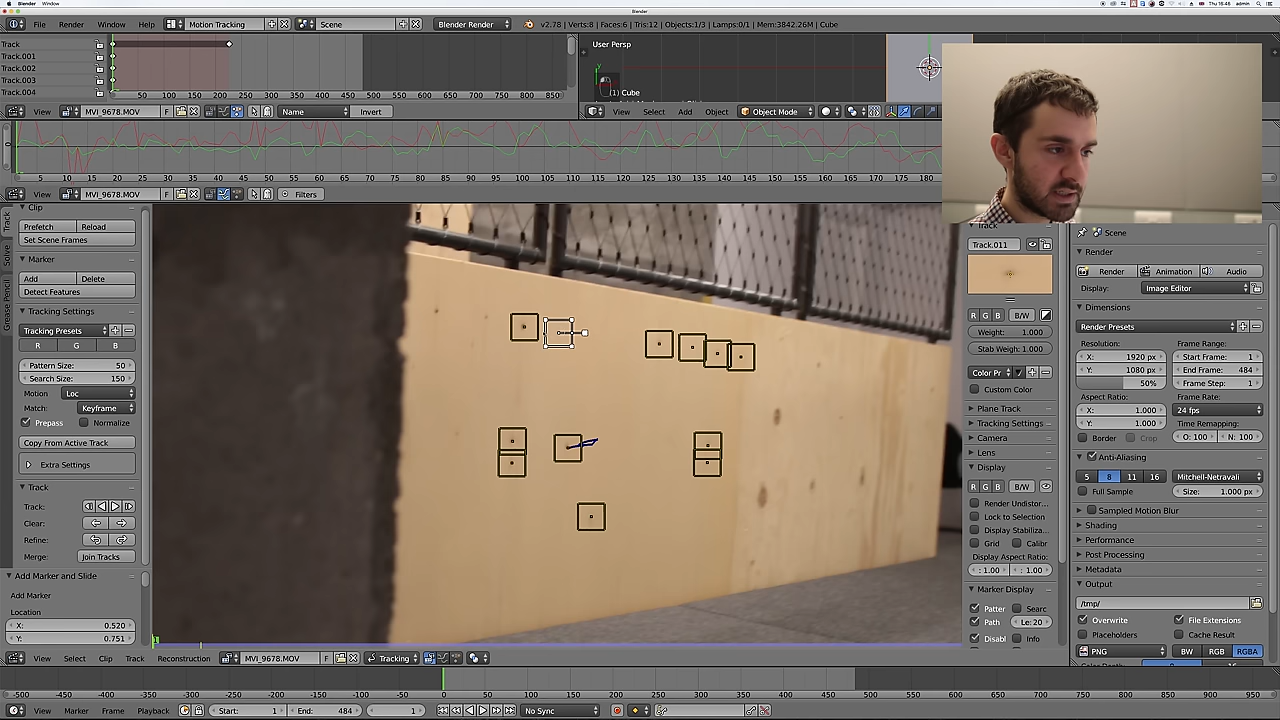 Blender Window
Thu 16:46 admin
Blender
File Render Window Help Motion Tracking Scene Blender Render v2.78 | Verts:8 | Faces:6 | Tris:12 | Objects:1/3 | Lamps:0/1 | Mem:3842.26M | Cube
Track
Track.001
Track.002
Track.003
Track.004
50 100 150 200 250 300 350 400 450 500 550 600 650 700 750 800 850
User Persp
(1) Cube
View MVI_9678.MOV F Name Invert
View Select Add Object Object Mode
0
5 10 15 20 25 30 35 40 45 50 55 60 65 70 75 80 85 90 95 100 105 110 115 120 125 130 135 140 145 150 155 160 165 170 175 180
View MVI_9678.MOV F Filters
Track
Solve
Grease Pencil
Clip
Prefetch Reload
Set Scene Frames
Marker
Add Delete
Detect Features
Tracking Settings
Tracking Presets
R G B
Pattern Size: 50
Search Size: 150
Motion Loc
Match: Keyframe
Prepass Normalize
Copy From Active Track
Extra Settings
Track
Track:
Clear:
Refine:
Merge: Join Tracks
Add Marker and Slide
Add Marker
Location
X: 0.520
Y: 0.751
Track
Track.011
R G B B/W
Weight: 1.000
Stab Weigh: 1.000
Color Pr
Custom Color
Plane Track
Tracking Settings
Camera
Lens
Display
R G B B/W
Render Undistor...
Lock to Selection
Display Stabiliza...
Grid Calibr
Display Aspect Ratio:
: 1.00 : 1.00
Marker Display
Patter Searc
Path Le: 20
Disabl Info
Scene
Render
Render Animation Audio
Display: Image Editor
Dimensions
Render Presets
Resolution: Frame Range:
X: 1920 px Start Frame: 1
Y: 1080 px End Frame: 484
50% Frame Step: 1
Aspect Ratio: Frame Rate:
X: 1.000 24 fps
Y: 1.000 Time Remapping:
Border Crop O: 100 N: 100
Anti-Aliasing
5 8 11 16 Mitchell-Netravali
Full Sample Size: 1.000 px
Sampled Motion Blur
Shading
Performance
Post Processing
Metadata
Output
/tmp/
Overwrite File Extensions
Placeholders Cache Result
PNG BW RGB RGBA
View Select Clip Track Reconstruction MVI_9678.MOV F Tracking
-500 -450 -400 -350 -300 -250 -200 -150 -100 -50 0 50 100 150 200 250 300 350 400 450 500 550 600 650 700 750 800 850 900 950
View Marker Frame Playback Start: 1 End: 484 1 No Sync